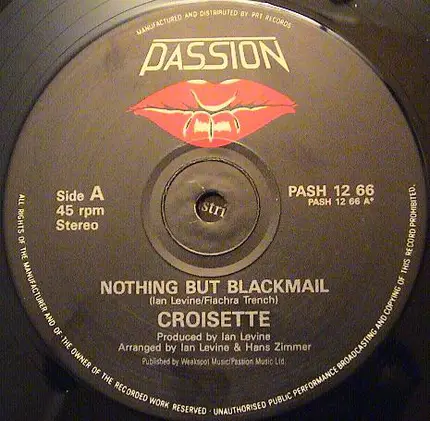 MANUFACTURED AND DISTRIBUTED BY PRT RECORDS
PASSION
Side A
45 rpm
Stereo
PASH 12 66
PASH 12 66 A*
stri
NOTHING BUT BLACKMAIL
(Ian Levine/Fiachra Trench)
CROISETTE
Produced by Ian Levine
Arranged by Ian Levine & Hans Zimmer
Published by Weakspot Music/Passion Music Ltd.
ALL RIGHTS OF THE MANUFACTURER AND OF THE OWNER OF THE RECORDED WORK RESERVED · UNAUTHORISED PUBLIC PERFORMANCE BROADCASTING AND COPYING OF THIS RECORD PROHIBITED.